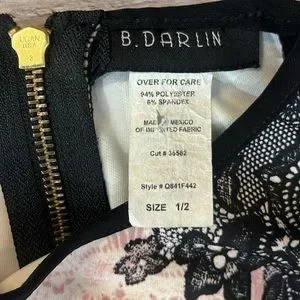 B. DARLIN
OVER FOR CARE
94% POLYESTER
6% SPANDEX
MADE IN MEXICO
OF IMPORTED FABRIC
Cut # 36582
Style # Q841F442
SIZE 1/2